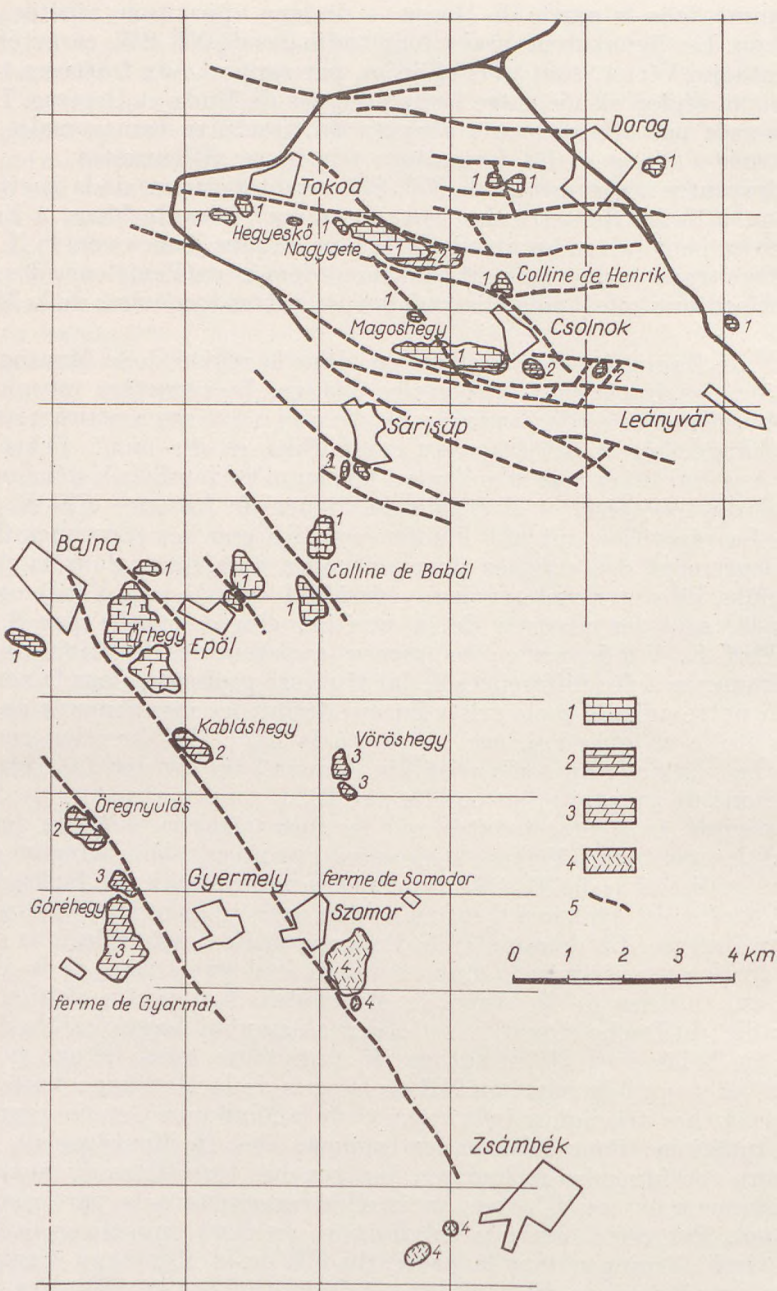 Dorog
1
1 1
Tokod
1 1
Hegyeskő
1
Nagygete
1
2
Colline de Henrik
1
1
1
Magoshegy
Csolnok
1
2
2
Leányvár
Sárisáp
3
1
Bajna
1
Colline de Babál
1
1
1
Őrhegy
Epöl
1
1
Kabláshegy
2
Vöröshegy
3
3
1
2
3
4
5
Öregnyulás
2
3
Gyermely
ferme de Somodor
Góréhegy
Szomor
3
4
0 1 2 3 4 km
ferme de Gyarmat
4
Zsámbék
4
4